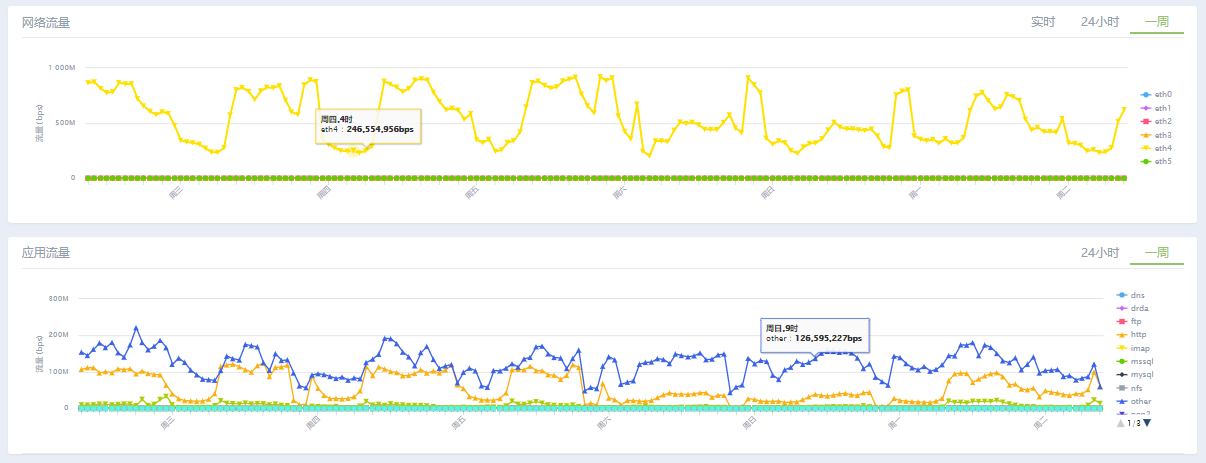 网络流量
实时 24小时 一周
1 000M
500M
0
流量 (bps)
周四,4时
eth4 : 246,554,956bps
周三
周四
周五
周六
周日
周一
周二
eth0
eth1
eth2
eth3
eth4
eth5
应用流量
24小时 一周
300M
200M
100M
0
流量 (bps)
周日,9时
other : 126,595,227bps
周三
周四
周五
周六
周日
周一
周二
dns
drda
ftp
http
imap
mssql
mysql
nfs
other
pop3
1/3